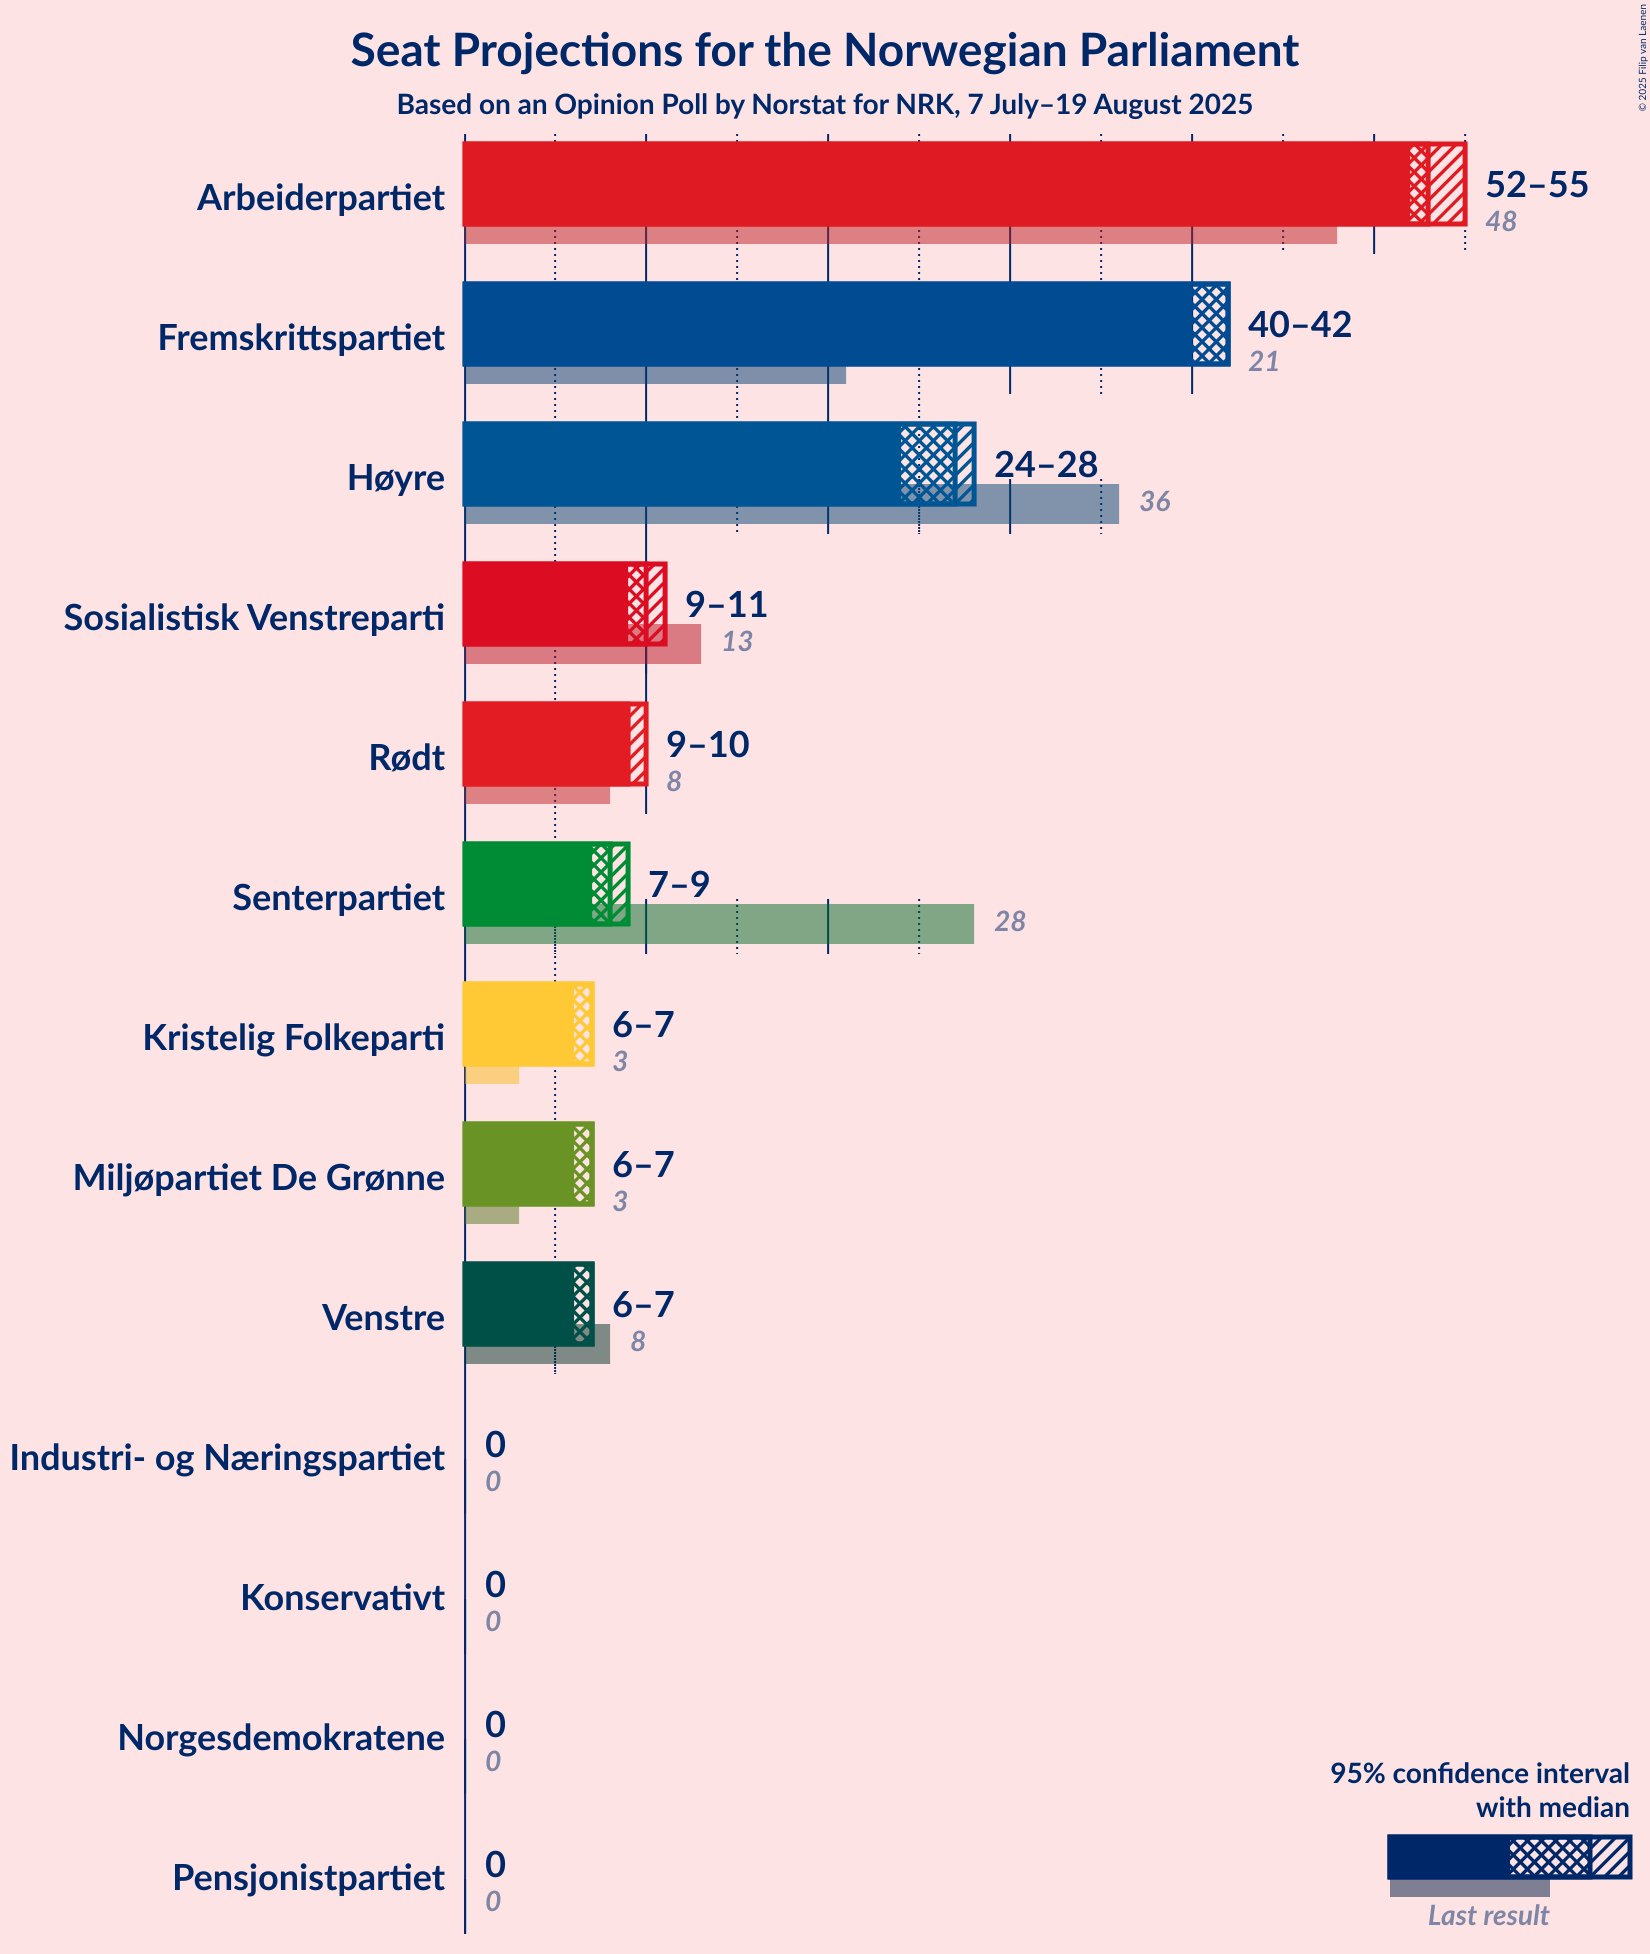 Seat Projections for the Norwegian Parliament
Based on an Opinion Poll by Norstat for NRK, 7 July–19 August 2025
© 2025 Filip van Laenen
Arbeiderpartiet
52–55
48
Fremskrittspartiet
40–42
21
Høyre
24–28
36
Sosialistisk Venstreparti
9–11
13
Rødt
9–10
8
Senterpartiet
7–9
28
Kristelig Folkeparti
6–7
3
Miljøpartiet De Grønne
6–7
3
Venstre
6–7
8
Industri- og Næringspartiet
0
0
Konservativt
0
0
Norgesdemokratene
0
0
Pensjonistpartiet
0
0
95% confidence interval
with median
Last result